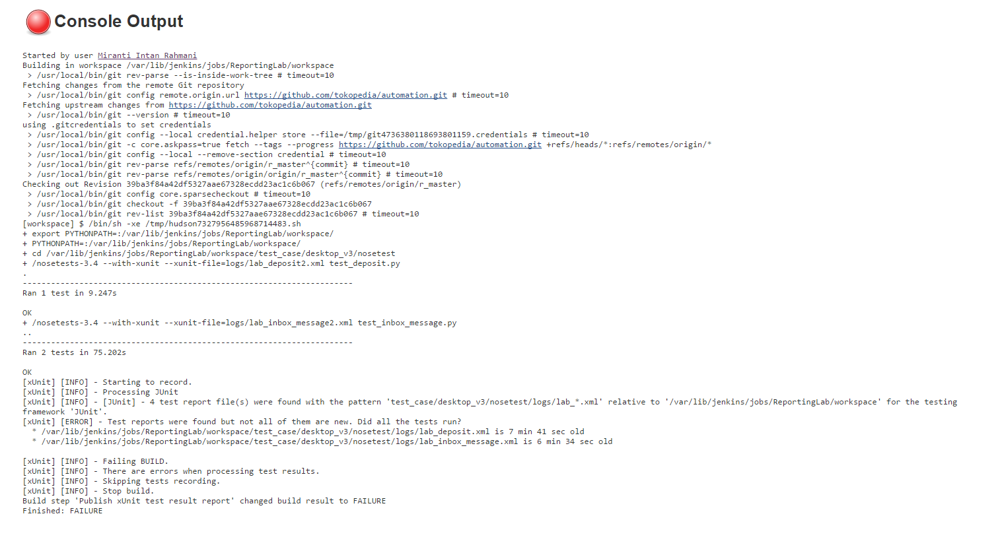 Console Output
Started by user Miranti Intan Rahmani
Building in workspace /var/lib/jenkins/jobs/ReportingLab/workspace
 > /usr/local/bin/git rev-parse --is-inside-work-tree # timeout=10
Fetching changes from the remote Git repository
 > /usr/local/bin/git config remote.origin.url https://github.com/tokopedia/automation.git # timeout=10
Fetching upstream changes from https://github.com/tokopedia/automation.git
 > /usr/local/bin/git --version # timeout=10
using .gitcredentials to set credentials
 > /usr/local/bin/git config --local credential.helper store --file=/tmp/git4736380118693801159.credentials # timeout=10
 > /usr/local/bin/git -c core.askpass=true fetch --tags --progress https://github.com/tokopedia/automation.git +refs/heads/*:refs/remotes/origin/*
 > /usr/local/bin/git config --local --remove-section credential # timeout=10
 > /usr/local/bin/git rev-parse refs/remotes/origin/r_master^{commit} # timeout=10
 > /usr/local/bin/git rev-parse refs/remotes/origin/origin/r_master^{commit} # timeout=10
Checking out Revision 39ba3f84a42df5327aae67328ecdd23ac1c6b067 (refs/remotes/origin/r_master)
 > /usr/local/bin/git config core.sparsecheckout # timeout=10
 > /usr/local/bin/git checkout -f 39ba3f84a42df5327aae67328ecdd23ac1c6b067
 > /usr/local/bin/git rev-list 39ba3f84a42df5327aae67328ecdd23ac1c6b067 # timeout=10
[workspace] $ /bin/sh -xe /tmp/hudson7327956485968714483.sh
+ export PYTHONPATH=:/var/lib/jenkins/jobs/ReportingLab/workspace/
+ PYTHONPATH=:/var/lib/jenkins/jobs/ReportingLab/workspace/
+ cd /var/lib/jenkins/jobs/ReportingLab/workspace/test_case/desktop_v3/nosetest
+ /nosetests-3.4 --with-xunit --xunit-file=logs/lab_deposit2.xml test_deposit.py
.
----------------------------------------------------------------------
Ran 1 test in 9.247s

OK
+ /nosetests-3.4 --with-xunit --xunit-file=logs/lab_inbox_message2.xml test_inbox_message.py
..
----------------------------------------------------------------------
Ran 2 tests in 75.202s

OK
[xUnit] [INFO] - Starting to record.
[xUnit] [INFO] - Processing JUnit
[xUnit] [INFO] - [JUnit] - 4 test report file(s) were found with the pattern 'test_case/desktop_v3/nosetest/logs/lab_*.xml' relative to '/var/lib/jenkins/jobs/ReportingLab/workspace' for the testing
framework 'JUnit'.
[xUnit] [ERROR] - Test reports were found but not all of them are new. Did all the tests run?
  * /var/lib/jenkins/jobs/ReportingLab/workspace/test_case/desktop_v3/nosetest/logs/lab_deposit.xml is 7 min 41 sec old
  * /var/lib/jenkins/jobs/ReportingLab/workspace/test_case/desktop_v3/nosetest/logs/lab_inbox_message.xml is 6 min 34 sec old

[xUnit] [INFO] - Failing BUILD.
[xUnit] [INFO] - There are errors when processing test results.
[xUnit] [INFO] - Skipping tests recording.
[xUnit] [INFO] - Stop build.
Build step 'Publish xUnit test result report' changed build result to FAILURE
Finished: FAILURE